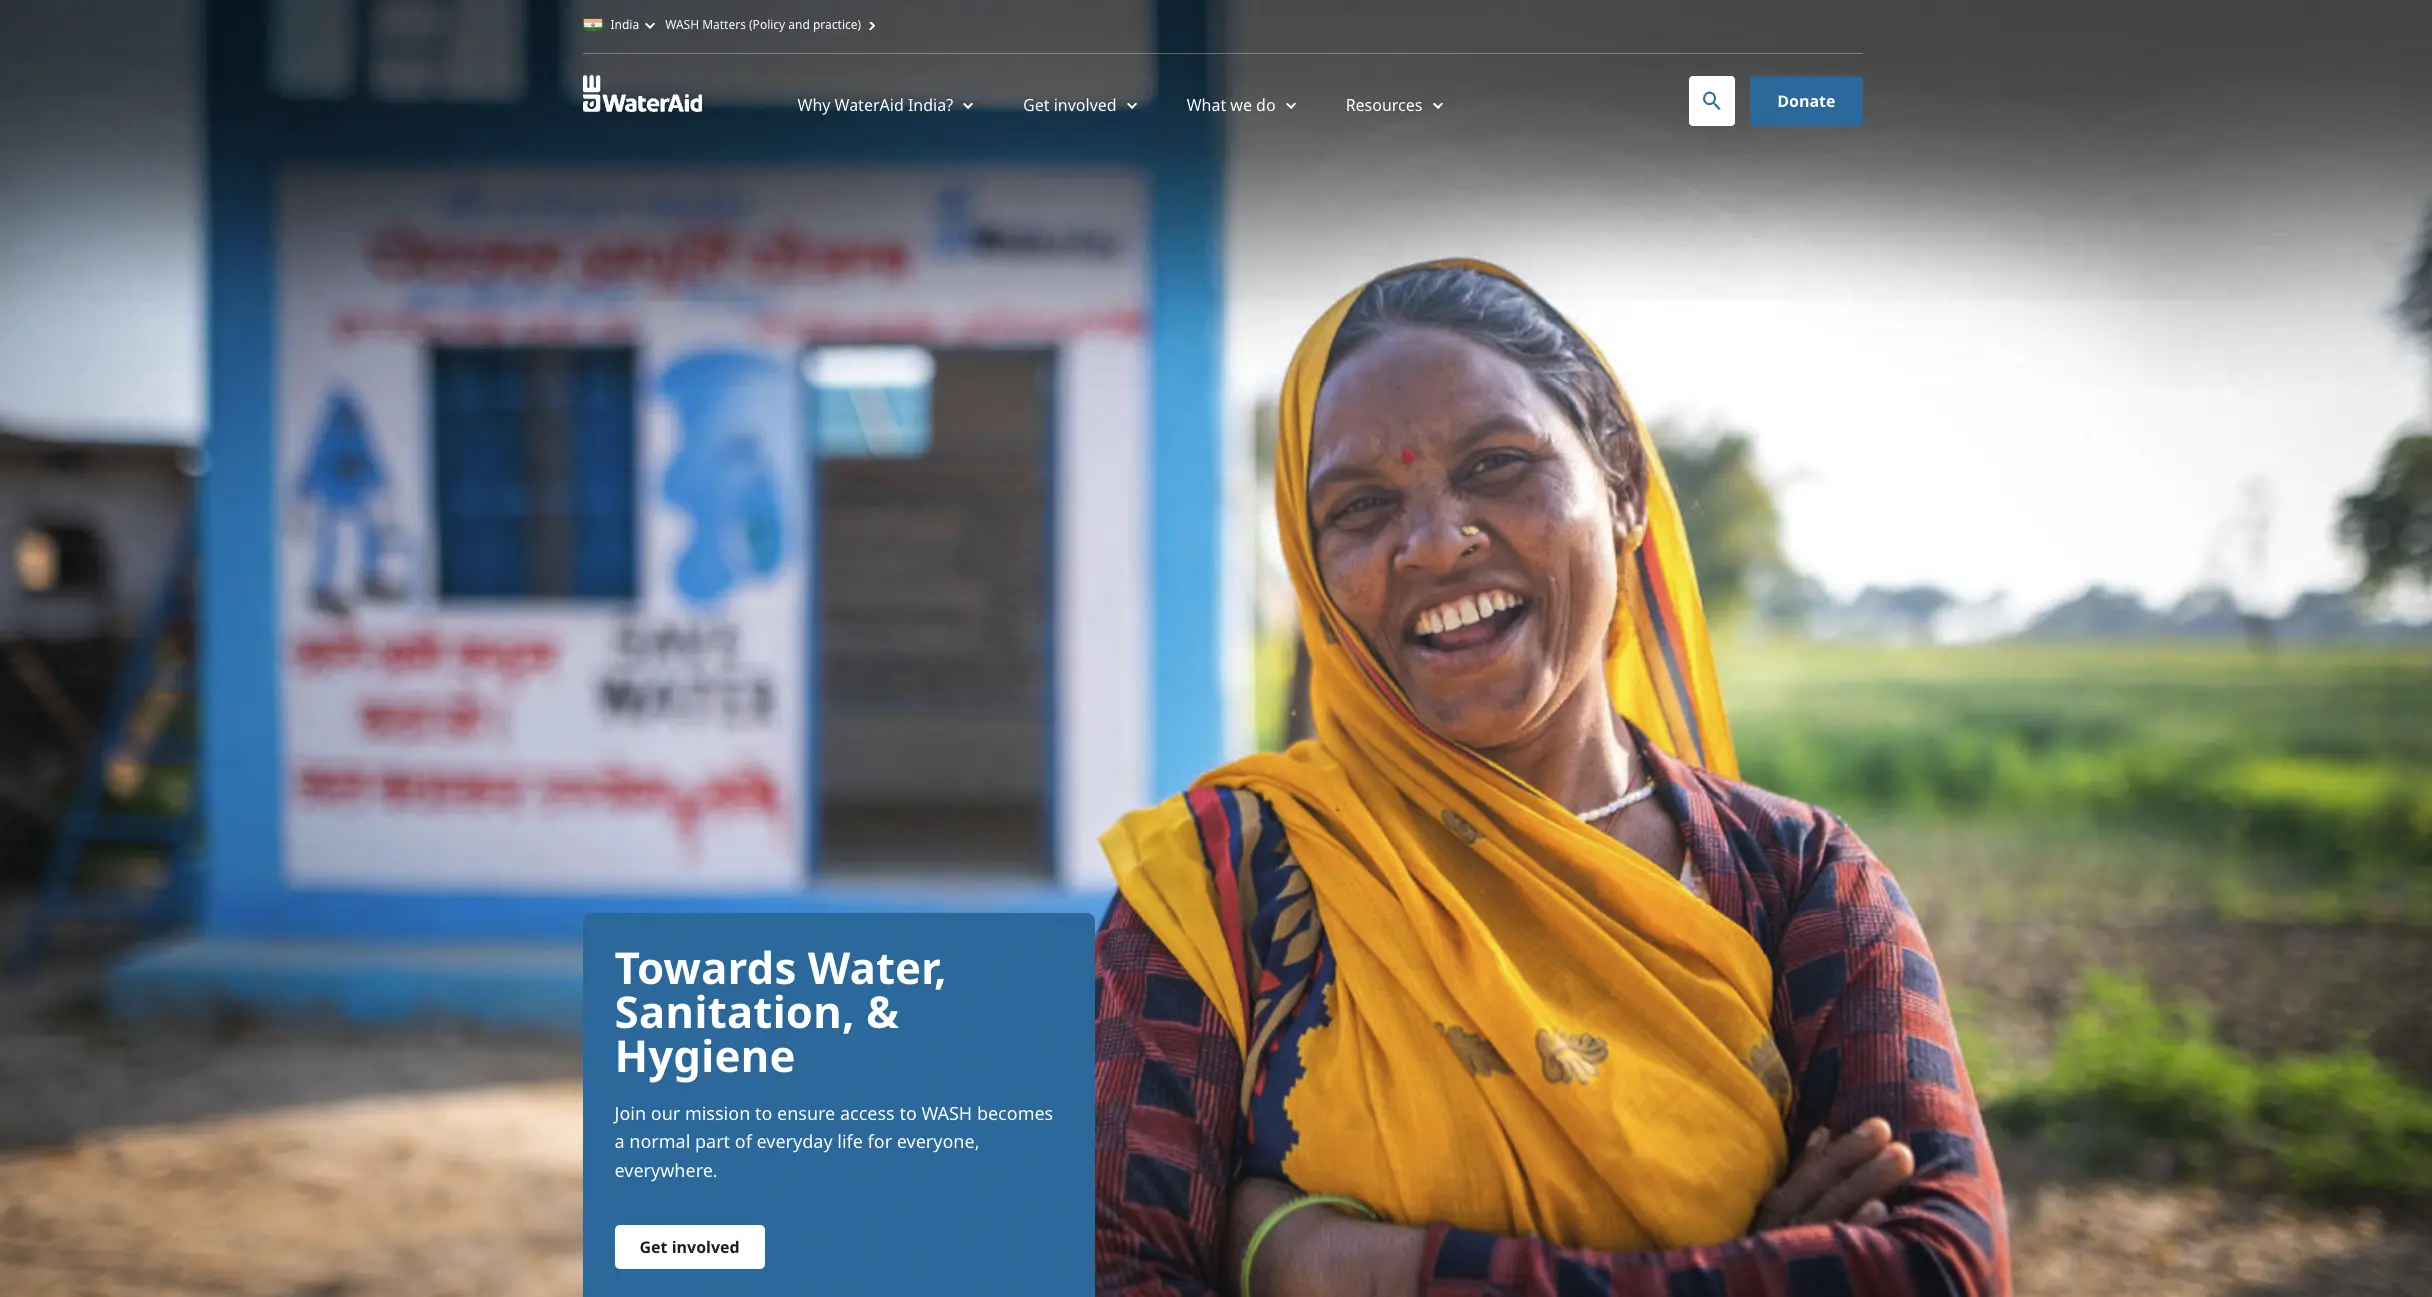 India
WASH Matters (Policy and practice)
WaterAid
Why WaterAid India?
Get involved
What we do
Resources
Donate
SAVE
WATER
Towards Water,
Sanitation, &
Hygiene
Join our mission to ensure access to WASH becomes
a normal part of everyday life for everyone,
everywhere.
Get involved